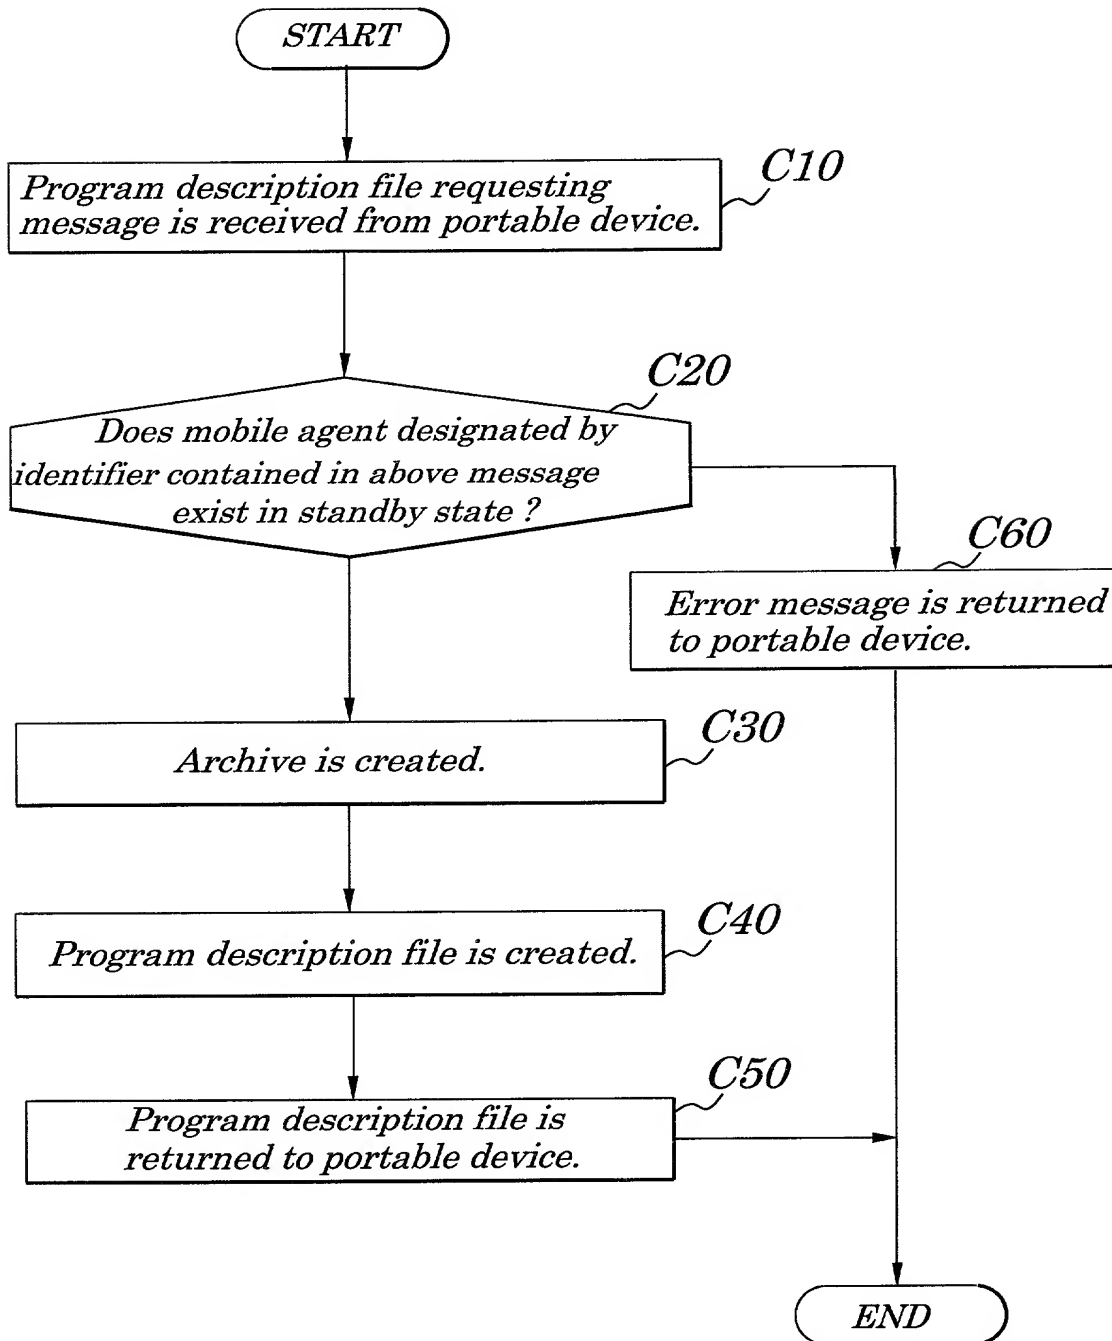 START
C10
Program description file requesting
message is received from portable device.
C20
Does mobile agent designated by
identifier contained in above message
exist in standby state ?
C60
Error message is returned
to portable device.
C30
Archive is created.
C40
Program description file is created.
C50
Program description file is
returned to portable device.
END